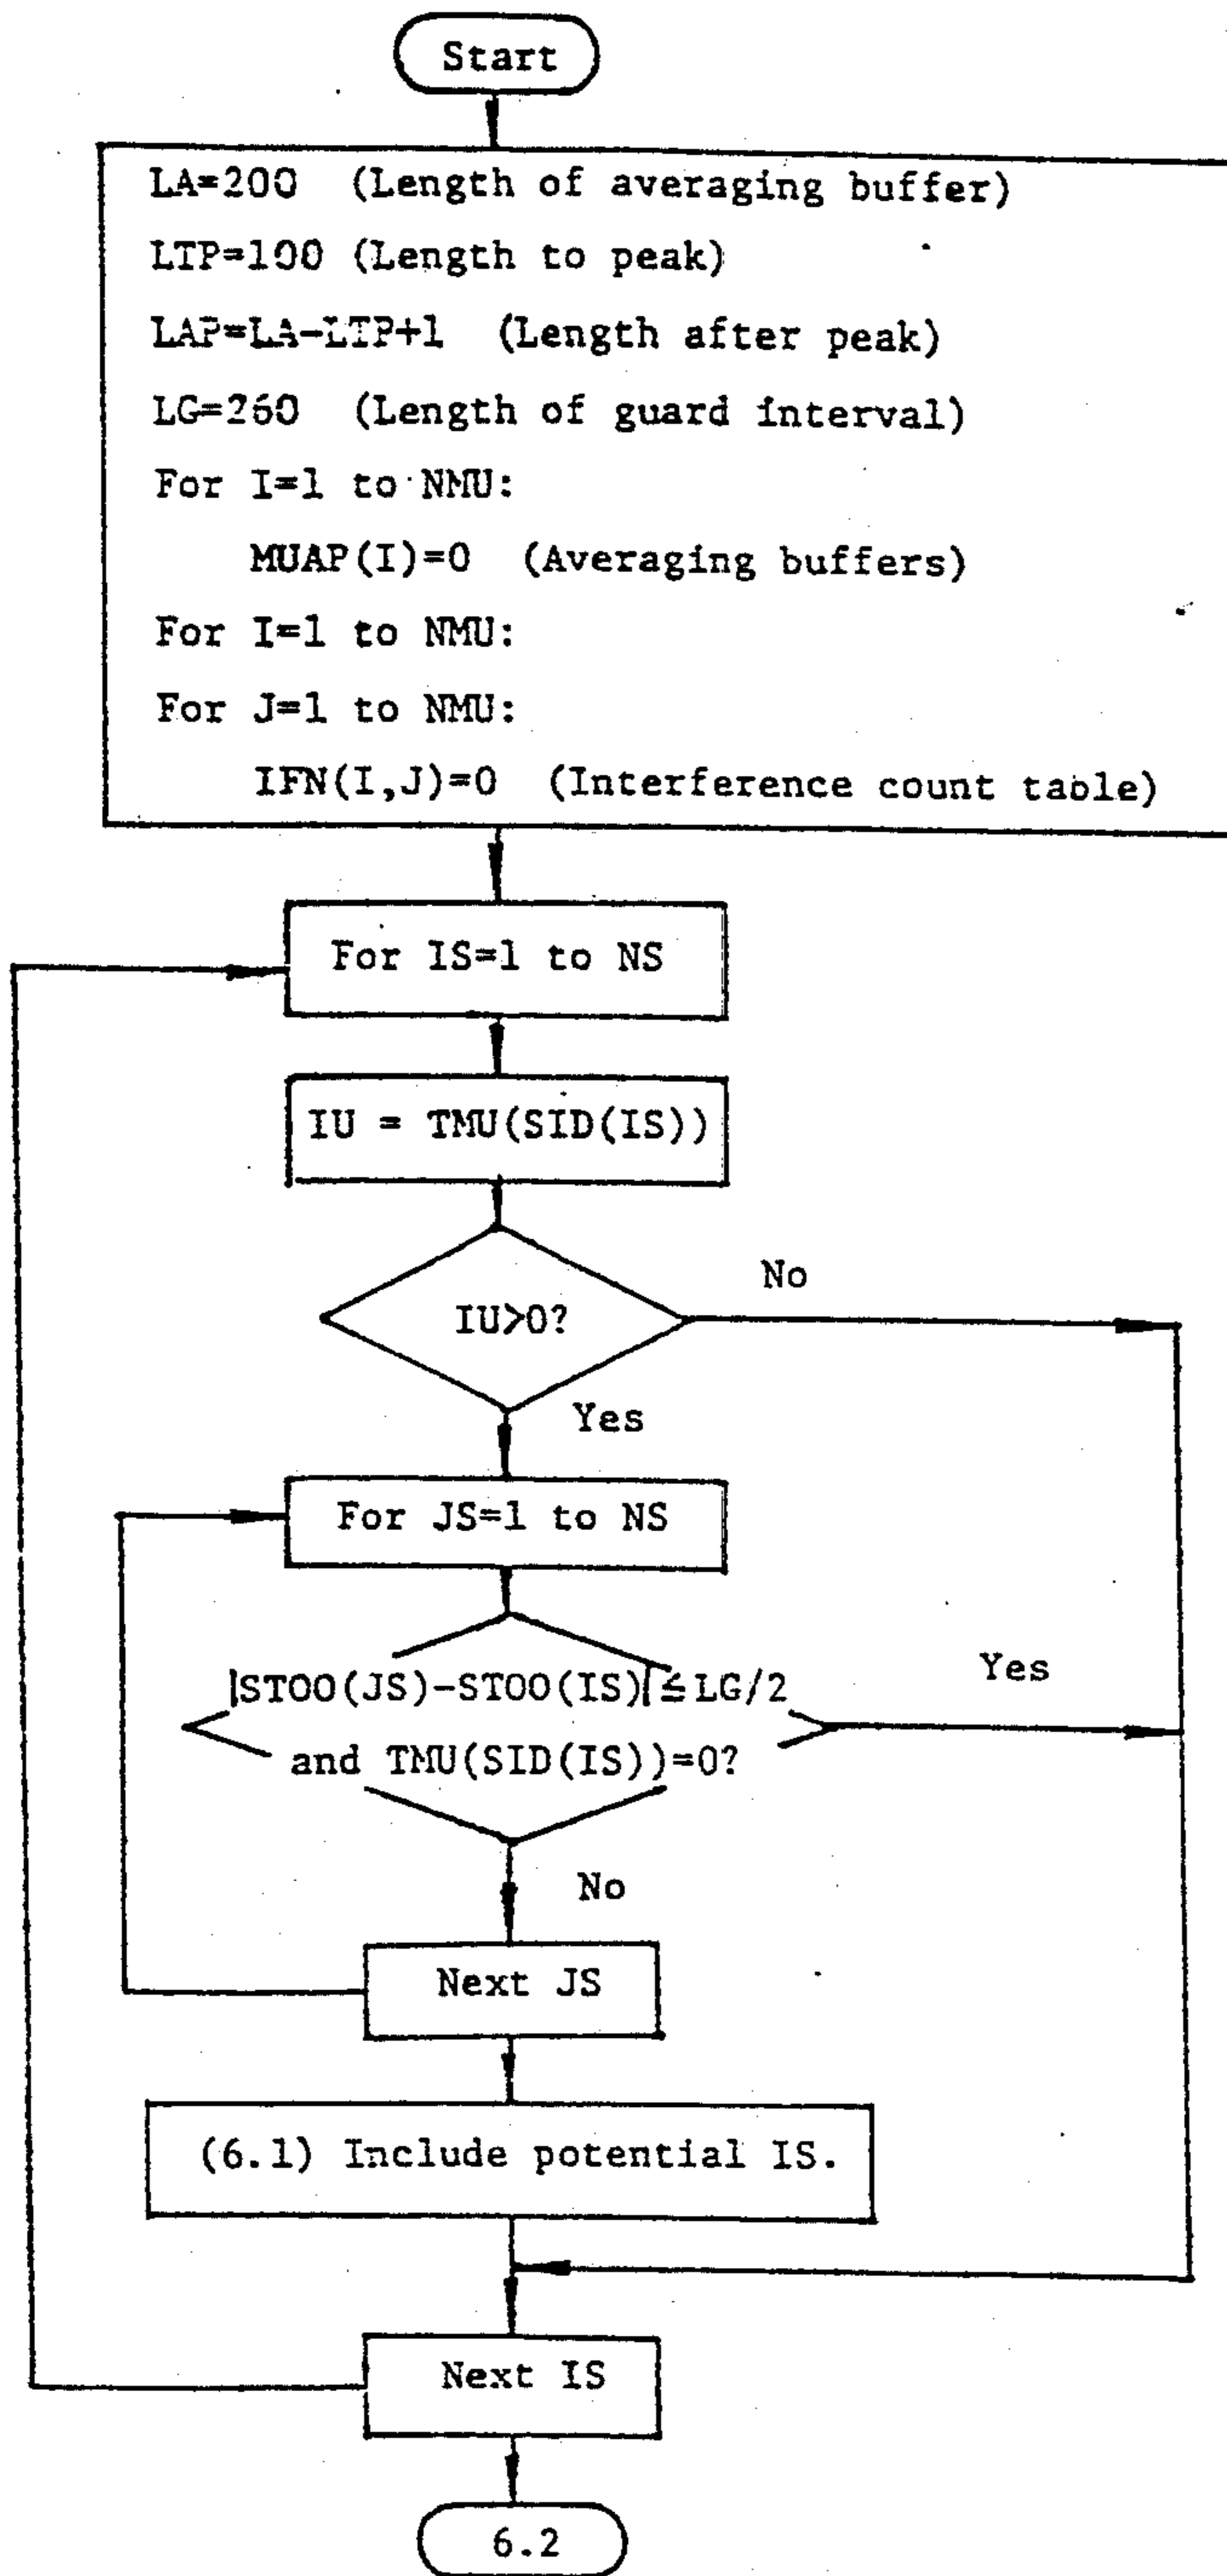 Start
LA=200 (Length of averaging buffer)
LTP=100 (Length to peak)
LAP=LA-LTP+1 (Length after peak)
LG=260 (Length of guard interval)
For I=1 to NMU:
MUAP(I)=0 (Averaging buffers)
For I=1 to NMU:
For J=1 to NMU:
IFN(I,J)=0 (Interference count table)
For IS=1 to NS
IU = TMU(SID(IS))
No
IU>0?
Yes
For JS=1 to NS
|STOO(JS)-STOO(IS)|≦LG/2
Yes
and TMU(SID(IS))=0?
No
Next JS
(6.1) Include potential IS.
Next IS
6.2